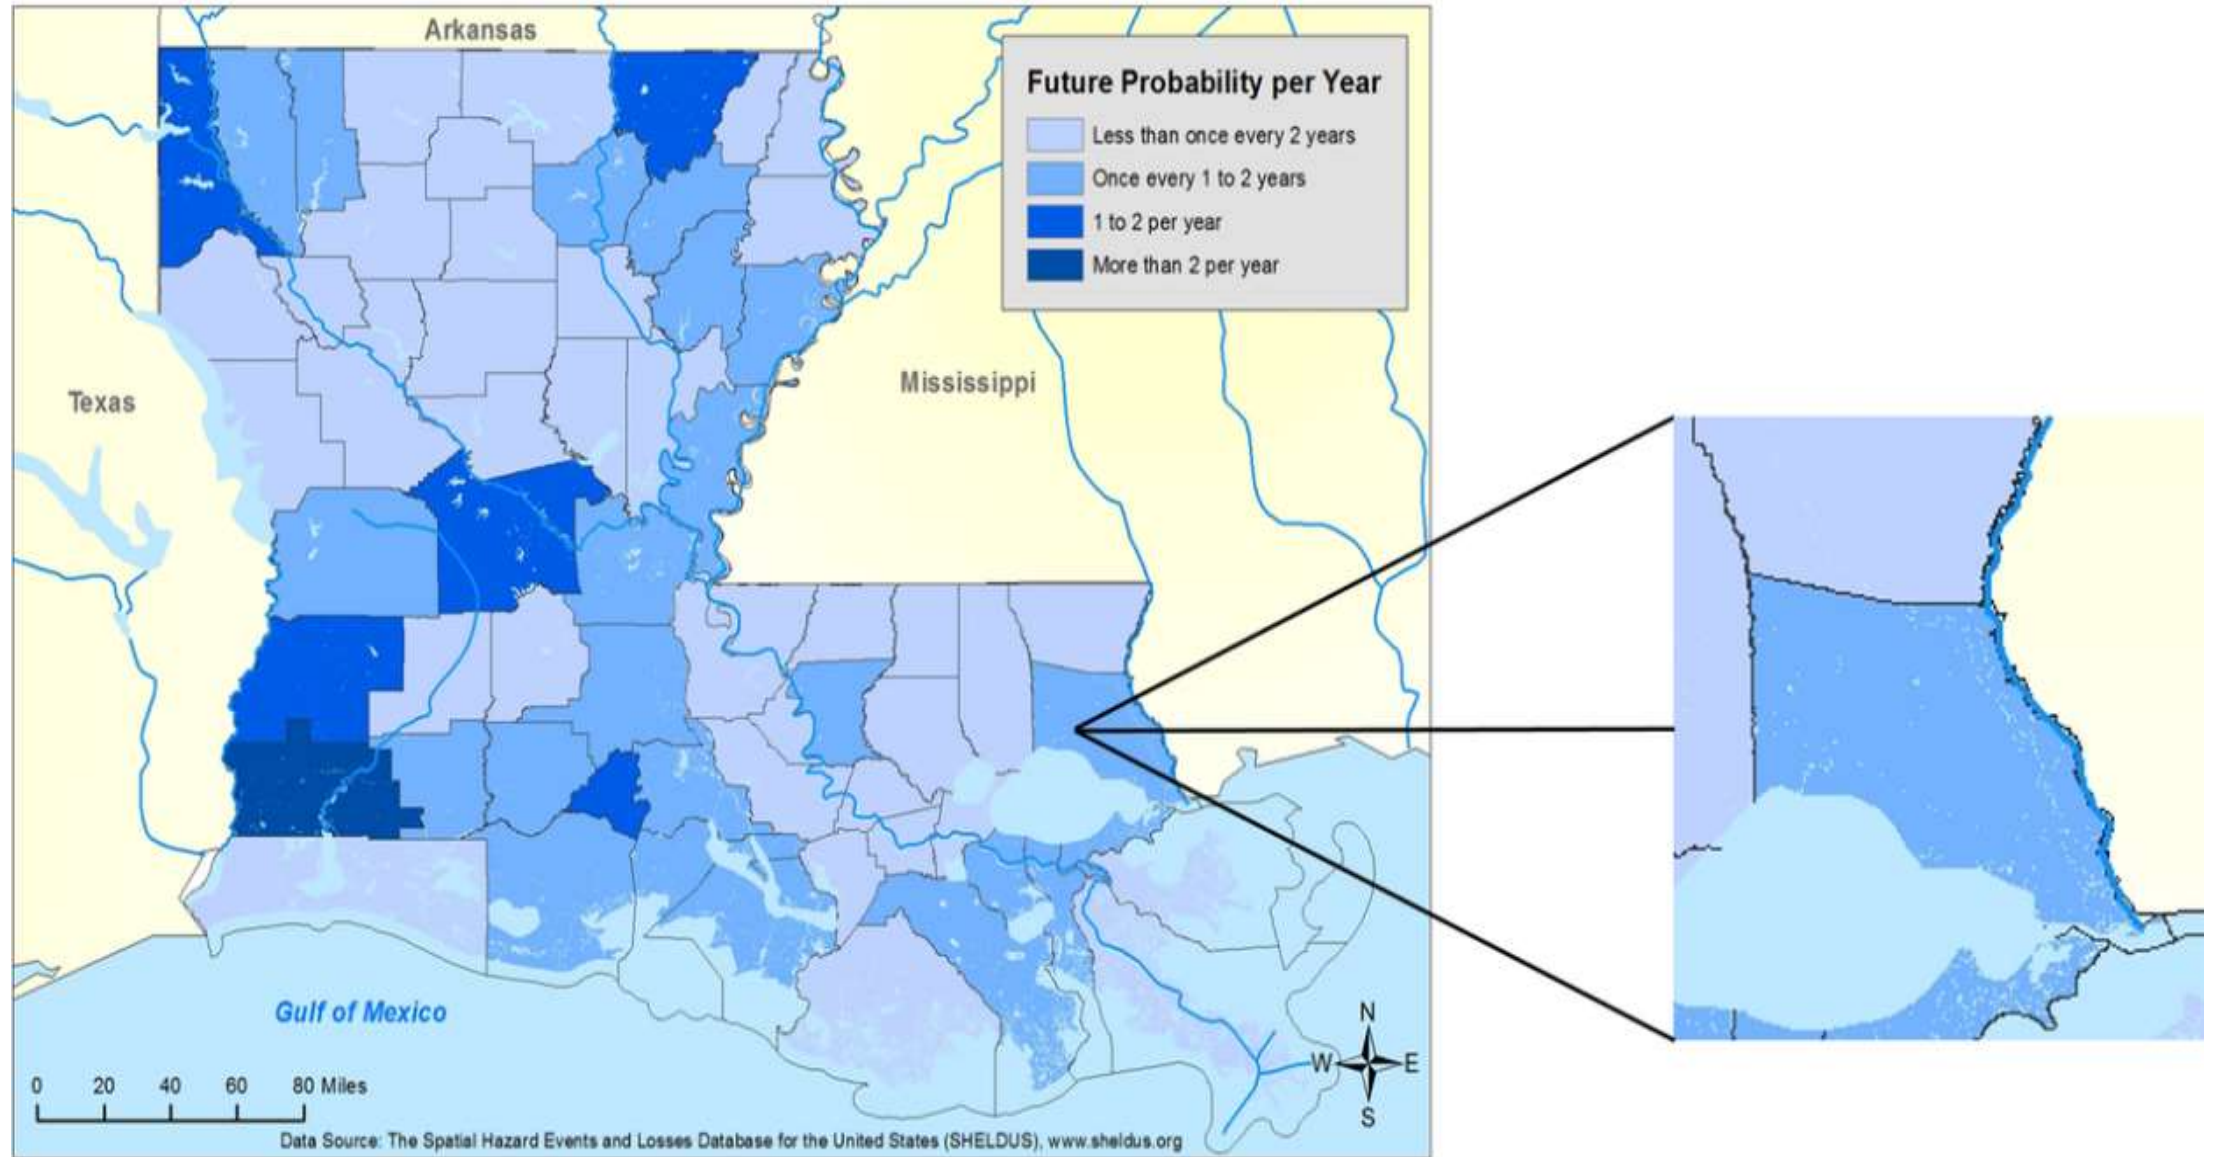 Arkansas
Future Probability per Year
Less than once every 2 years
Once every 1 to 2 years
1 to 2 per year
More than 2 per year
Texas
Mississippi
Gulf of Mexico
N
W
E
S
0 20 40 60 80 Miles
Data Source: The Spatial Hazard Events and Losses Database for the United States (SHELDUS), www.sheldus.org